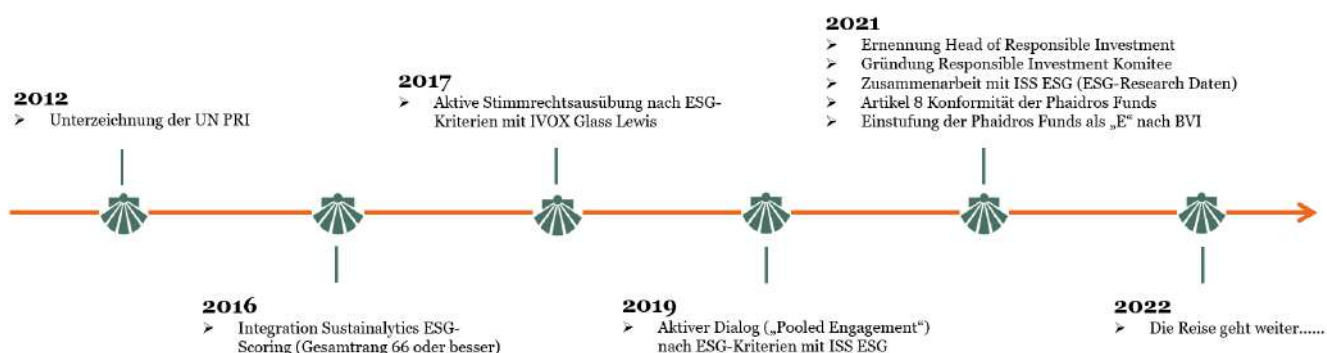 2012
➤ Unterzeichnung der UN PRI
2016
➤ Integration Sustainalytics ESG-
Scoring (Gesamtrang 66 oder besser)
2017
➤ Aktive Stimmrechtsausübung nach ESG-
Kriterien mit IVOX Glass Lewis
2019
➤ Aktiver Dialog („Pooled Engagement“)
nach ESG-Kriterien mit ISS ESG
2021
➤ Ernennung Head of Responsible Investment
➤ Gründung Responsible Investment Komitee
➤ Zusammenarbeit mit ISS ESG (ESG-Research Daten)
➤ Artikel 8 Konformität der Phaidros Funds
➤ Einstufung der Phaidros Funds als „E“ nach BVI
2022
➤ Die Reise geht weiter......